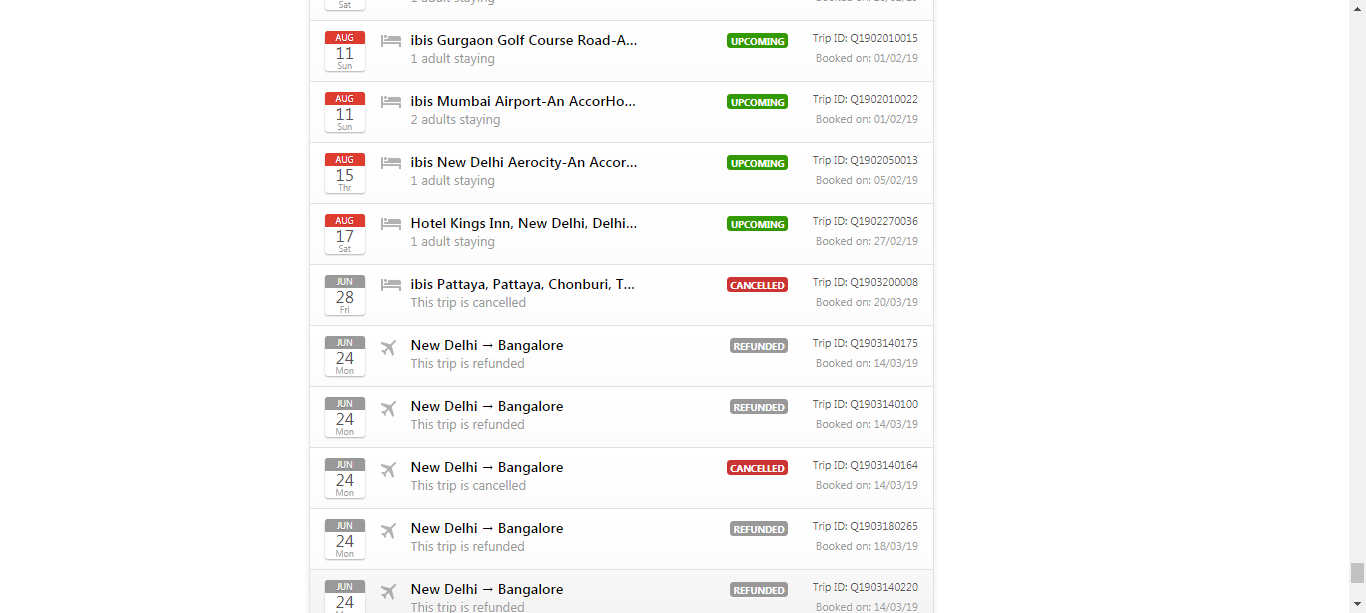 Sat
AUG
11
Sun
ibis Gurgaon Golf Course Road-A...
1 adult staying
UPCOMING
Trip ID: Q1902010015
Booked on: 01/02/19
AUG
11
Sun
ibis Mumbai Airport-An AccorHo...
2 adults staying
UPCOMING
Trip ID: Q1902010022
Booked on: 01/02/19
AUG
15
Thr
ibis New Delhi Aerocity-An Accor...
1 adult staying
UPCOMING
Trip ID: Q1902050013
Booked on: 05/02/19
AUG
17
Sat
Hotel Kings Inn, New Delhi, Delhi...
1 adult staying
UPCOMING
Trip ID: Q1902270036
Booked on: 27/02/19
JUN
28
Fri
ibis Pattaya, Pattaya, Chonburi, T...
This trip is cancelled
CANCELLED
Trip ID: Q1903200008
Booked on: 20/03/19
JUN
24
Mon
New Delhi → Bangalore
This trip is refunded
REFUNDED
Trip ID: Q1903140175
Booked on: 14/03/19
JUN
24
Mon
New Delhi → Bangalore
This trip is refunded
REFUNDED
Trip ID: Q1903140100
Booked on: 14/03/19
JUN
24
Mon
New Delhi → Bangalore
This trip is cancelled
CANCELLED
Trip ID: Q1903140164
Booked on: 14/03/19
JUN
24
Mon
New Delhi → Bangalore
This trip is refunded
REFUNDED
Trip ID: Q1903180265
Booked on: 18/03/19
JUN
24
New Delhi → Bangalore
This trip is refunded
REFUNDED
Trip ID: Q1903140220
Booked on: 14/03/19